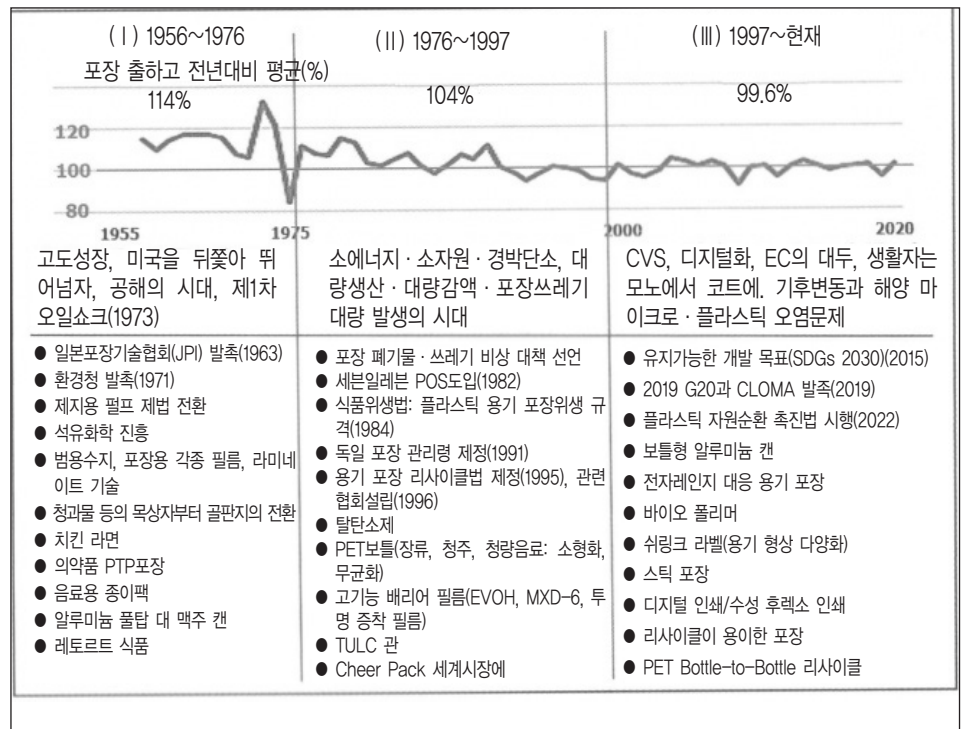 (Ⅰ) 1956~1976
(Ⅱ) 1976~1997
(Ⅲ) 1997~현재
포장 출하고 전년대비 평균(%)
114%
104%
99.6%
120
100
80
1955
1975
2000
2020
고도성장, 미국을 뒤쫓아 뛰
어넘자, 공해의 시대, 제1차
오일쇼크(1973)
● 일본포장기술협회(JPI) 발촉(1963)
● 환경청 발촉(1971)
● 제지용 펄프 제법 전환
● 석유화학 진흥
● 범용수지, 포장용 각종 필름, 라미네
이트 기술
● 청과물 등의 목상자부터 골판지의 전환
● 치킨 라면
● 의약품 PTP포장
● 음료용 종이팩
● 알루미늄 풀탑 대 맥주 캔
● 레토르트 식품
소에너지·소자원·경박단소, 대
량생산·대량감액·포장쓰레기
대량 발생의 시대
● 포장 폐기물·쓰레기 비상 대책 선언
● 세븐일레븐 POS도입(1982)
● 식품위생법: 플라스틱 용기 포장위생 규
격(1984)
● 독일 포장 관리령 제정(1991)
● 용기 포장 리사이클법 제정(1995), 관련
협회설립(1996)
● 탈탄소제
● PET보틀(장류, 청주, 청량음료: 소형화,
무균화)
● 고기능 배리어 필름(EVOH, MXD-6, 투
명 증착 필름)
● TULC 관
● Cheer Pack 세계시장에
CVS, 디지털화, EC의 대두, 생활자는
모노에서 코트에. 기후변동과 해양 마
이크로·플라스틱 오염문제
● 유지가능한 개발 목표(SDGs 2030)(2015)
● 2019 G20과 CLOMA 발족(2019)
● 플라스틱 자원순환 촉진법 시행(2022)
● 보틀형 알루미늄 캔
● 전자레인지 대응 용기 포장
● 바이오 폴리머
● 쉬링크 라벨(용기 형상 다양화)
● 스틱 포장
● 디지털 인쇄/수성 후렉소 인쇄
● 리사이클이 용이한 포장
● PET Bottle-to-Bottle 리사이클